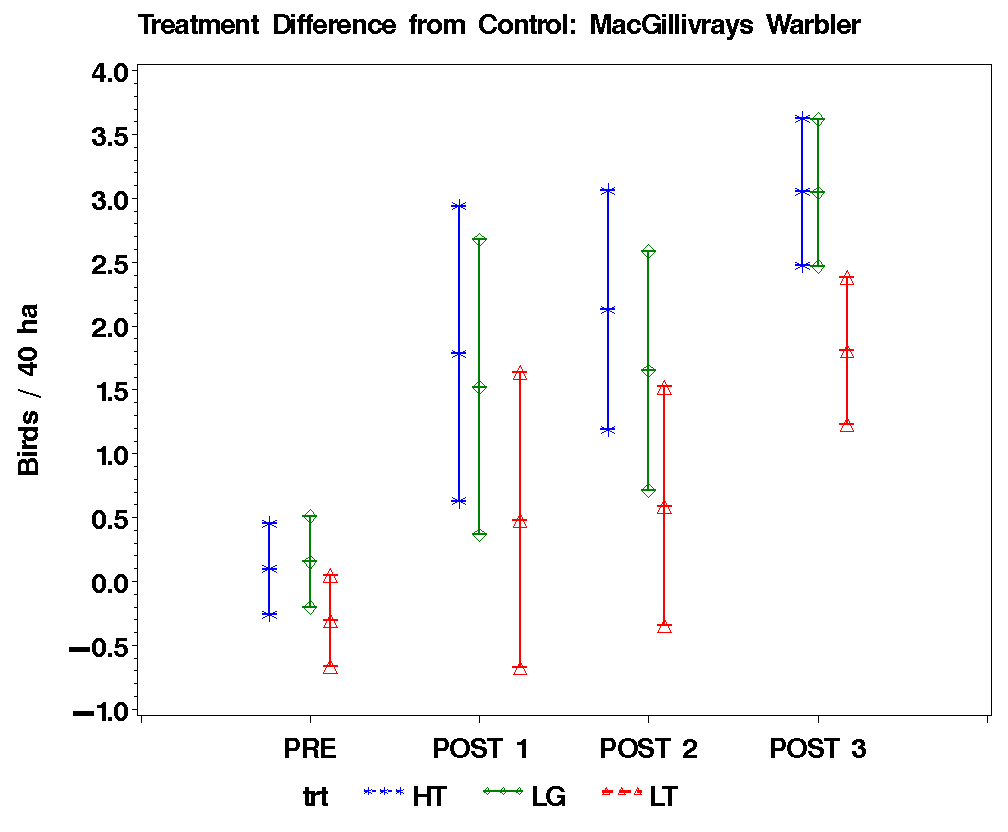 Treatment Difference from Control: MacGillivrays Warbler
Birds / 40 ha
4.0
3.5
3.0
2.5
2.0
1.5
1.0
0.5
0.0
−0.5
−1.0
PRE POST 1 POST 2 POST 3
trt HT LG LT